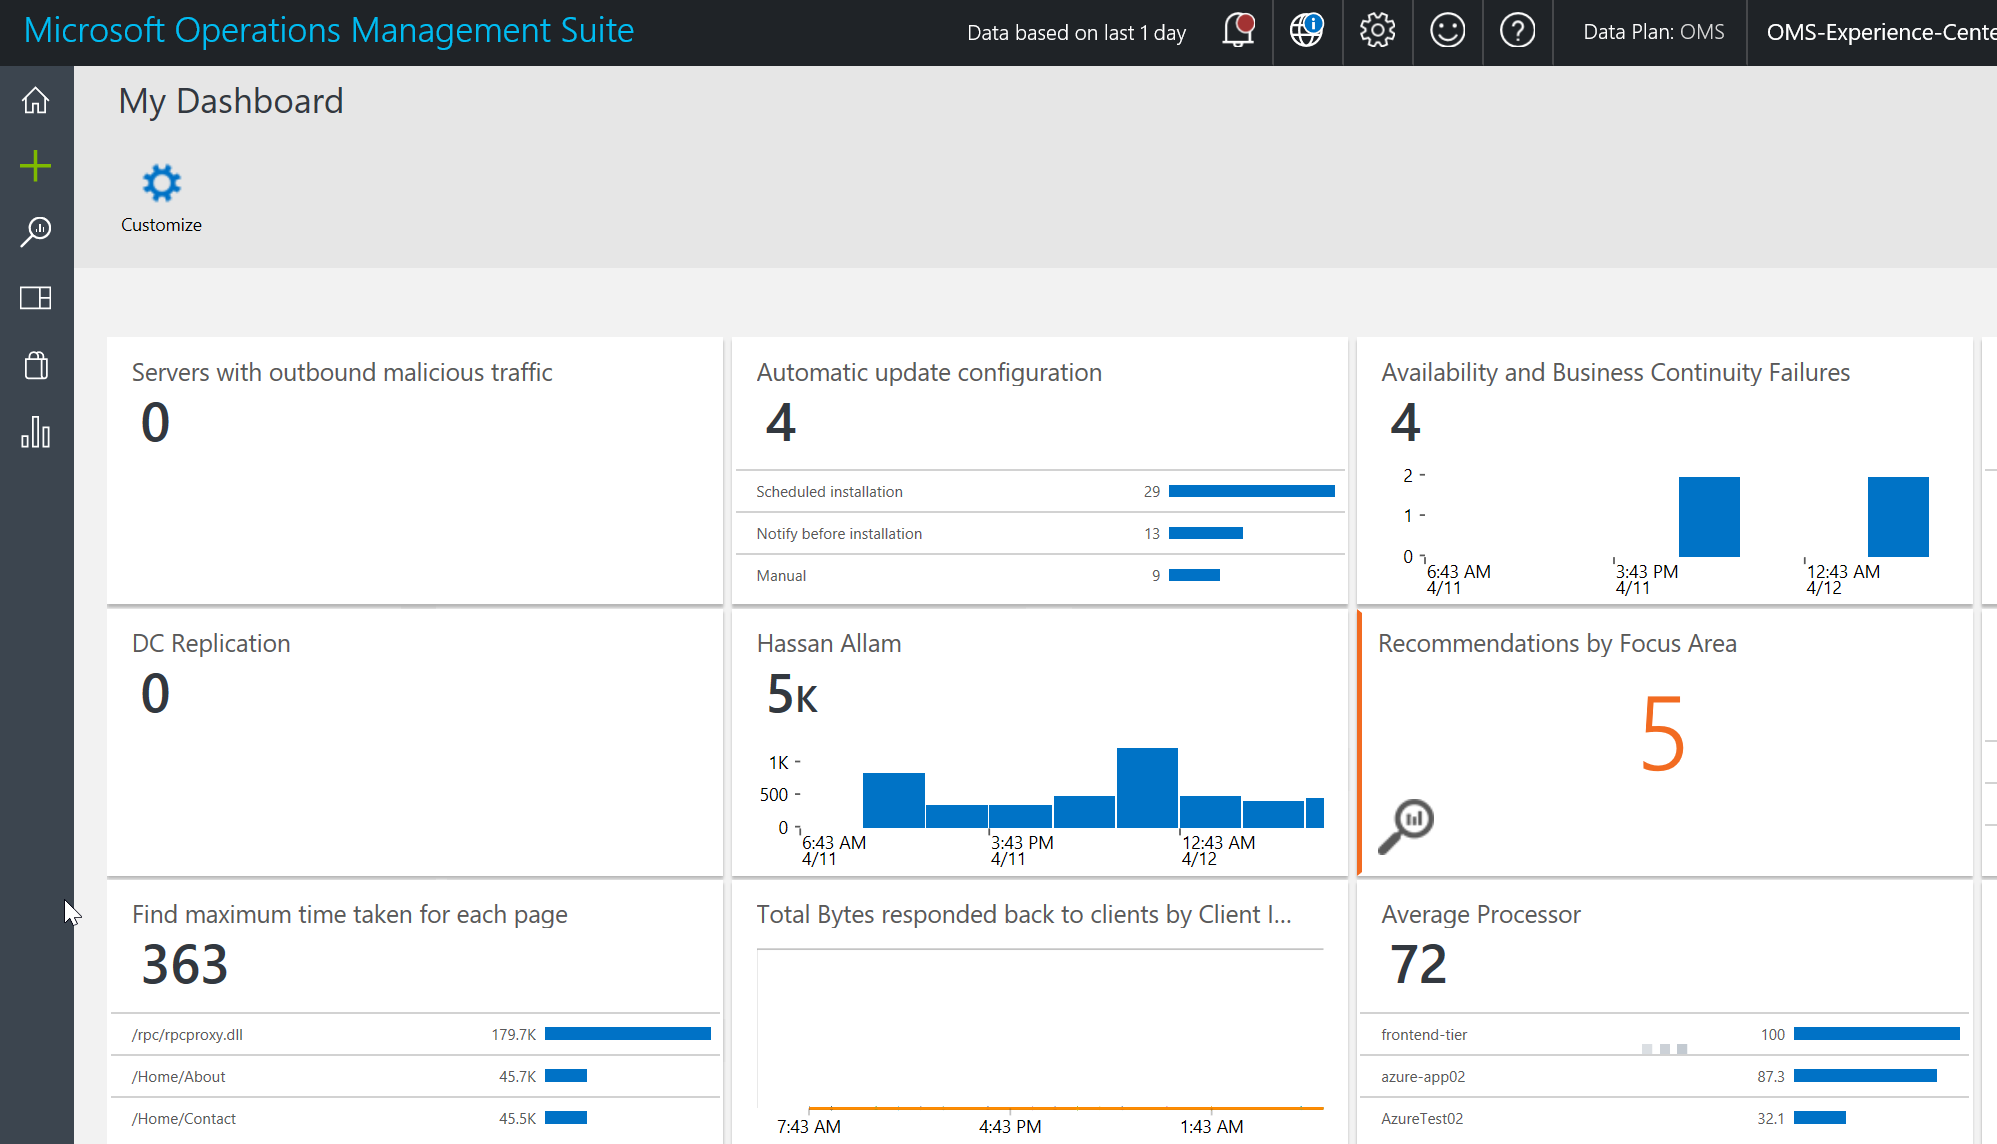 Microsoft Operations Management Suite
Data based on last 1 day
Data Plan: OMS
OMS-Experience-Cente
My Dashboard
Customize
Servers with outbound malicious traffic
0
Automatic update configuration
4
Scheduled installation 29
Notify before installation 13
Manual 9
Availability and Business Continuity Failures
4
2
1
0
6:43 AM 3:43 PM 12:43 AM
4/11 4/11 4/12
DC Replication
0
Hassan Allam
5K
1K
500
0
6:43 AM 3:43 PM 12:43 AM
4/11 4/11 4/12
Recommendations by Focus Area
5
Find maximum time taken for each page
363
/rpc/rpcproxy.dll 179.7K
/Home/About 45.7K
/Home/Contact 45.5K
Total Bytes responded back to clients by Client I...
7:43 AM 4:43 PM 1:43 AM
Average Processor
72
frontend-tier 100
azure-app02 87.3
AzureTest02 32.1